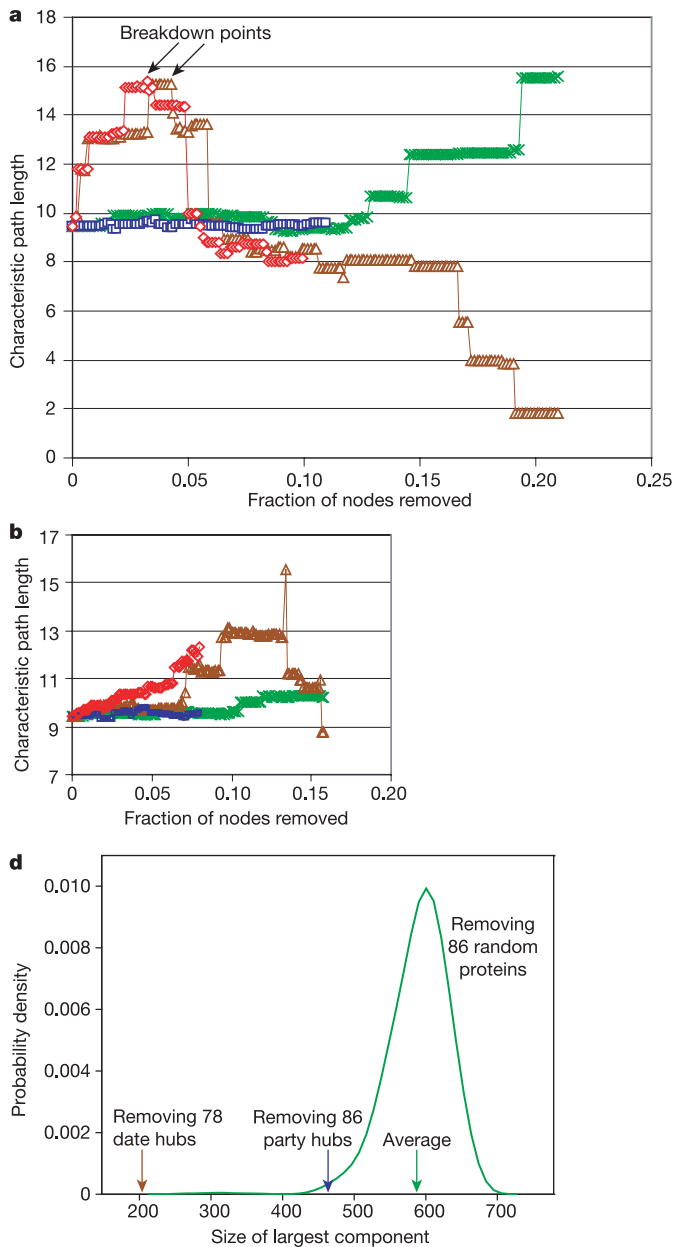 a
18
16
14
12
10
8
6
4
2
0
Characteristic path length
Breakdown points
0
0.05
0.10
0.15
0.20
0.25
Fraction of nodes removed
b
17
15
13
11
9
7
Characteristic path length
0
0.05
0.10
0.15
0.20
Fraction of nodes removed
d
0.010
0.008
0.006
0.004
0.002
0
Probability density
Removing
86 random
proteins
Removing 78
date hubs
Removing 86
party hubs
Average
200
300
400
500
600
700
Size of largest component